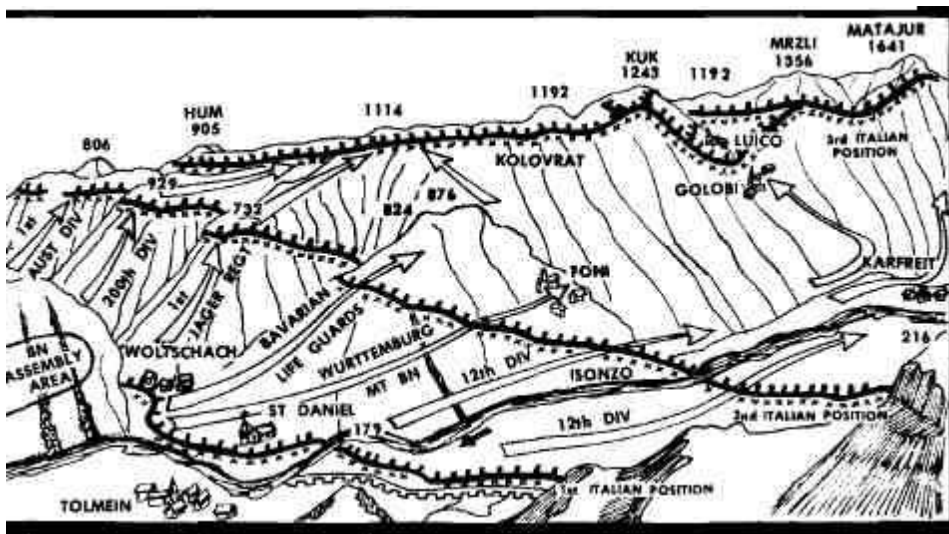 MATAJUR
1641
MRZLI
1356
KUK
1243
1192
1192
1114
HUM
905
806
KOLOVRAT
LUICO
3rd ITALIAN
POSITION
GOLOBI
929
732
824
876
1st
AUST DIV
200th DIV
1st
JAGER REGT
BAVARIAN
LIFE GUARDS
WURTTEMBURG
MT BN
FONI
KARFREIT
216
12th DIV
ISONZO
12th DIV
2nd ITALIAN POSITION
WOLTSCHACH
BN
ASSEMBLY
AREA
ST DANIEL
179
1st ITALIAN POSITION
TOLMEIN